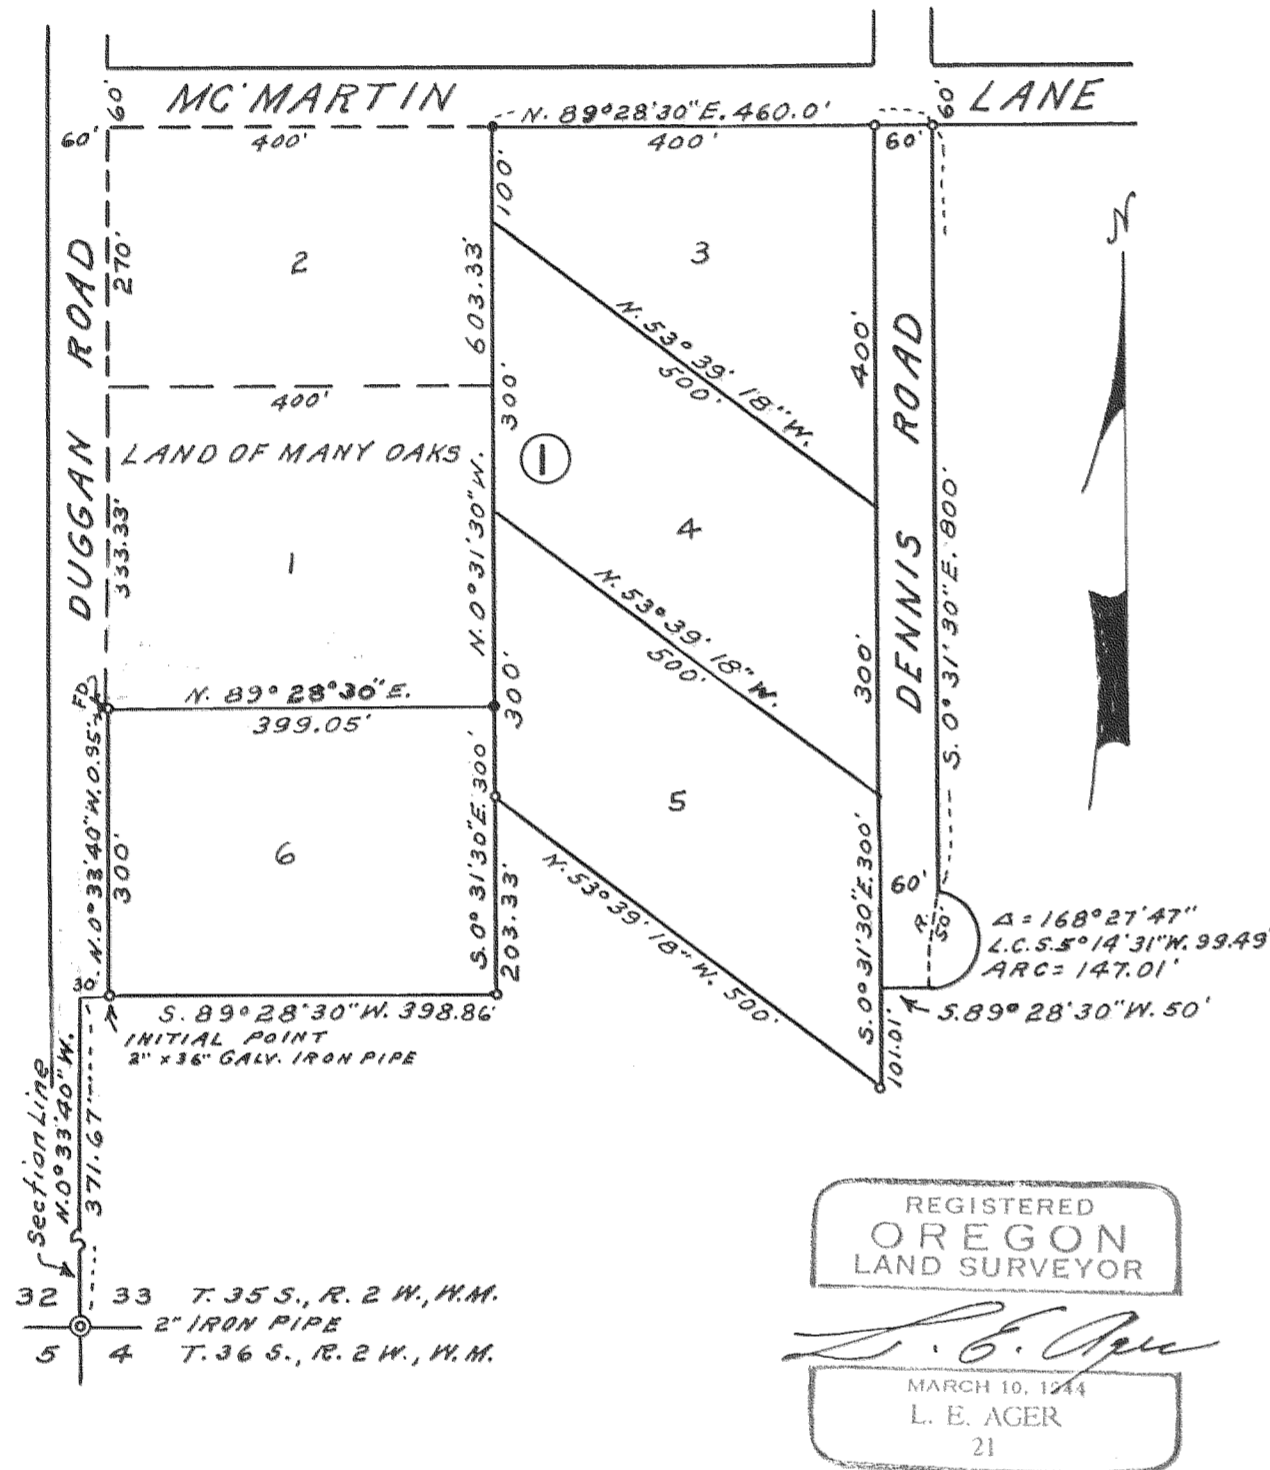 MC MARTIN LANE
60'
60'
N. 89°28'30"E. 460.0'
60'
400'
400'
60'
100'
DUGGAN ROAD
270'
2
603.33'
3
N. 53°39'18"W.
500'
400'
DENNIS ROAD
400'
300'
LAND OF MANY OAKS
1
N. 0°31'30"W.
4
333.33'
1
S. 0°31'30"E. 800'
N. 53°39'18"W.
500'
300'
FD.
N. 89°28'30"E.
399.05'
300'
N. 0°33'40"W. 0.95'
300'
6
S. 0°31'30"E. 300'
203.33'
5
N. 53°39'18"W. 500'
S. 0°31'30"E. 300'
60'
R. 50'
Δ = 168°27'47"
L.C. S.5°14'31"W. 99.49'
ARC = 147.01'
S. 89°28'30"W. 50'
101.01'
30'
S. 89°28'30"W. 398.86'
INITIAL POINT
2" x 36" GALV. IRON PIPE
Section Line
N. 0°33'40"W.
371.67'
32 33 T. 35 S., R. 2 W., W.M.
2" IRON PIPE
5 4 T. 36 S., R. 2 W., W.M.
N
REGISTERED
OREGON
LAND SURVEYOR
L. E. Ager
MARCH 10, 1944
L. E. AGER
21